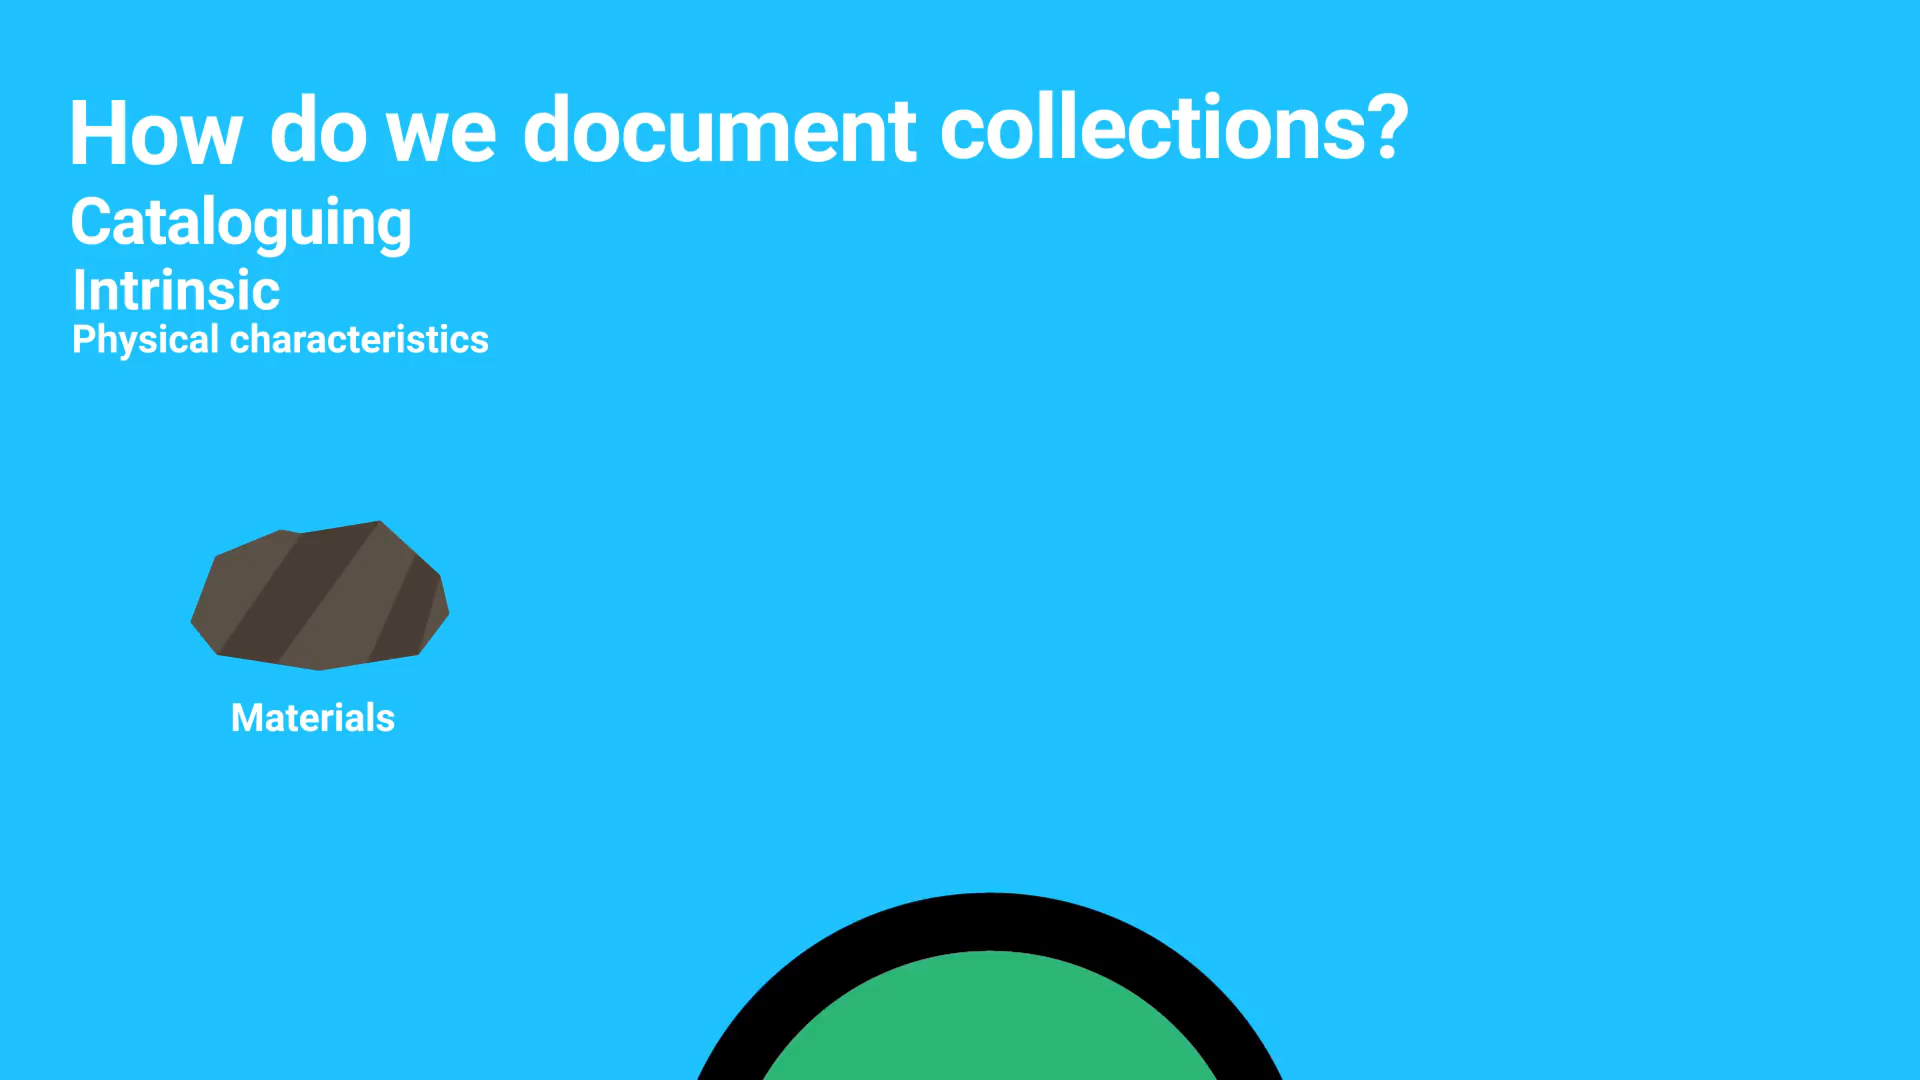 How do we document collections?
Cataloguing
Intrinsic
Physical characteristics
Materials